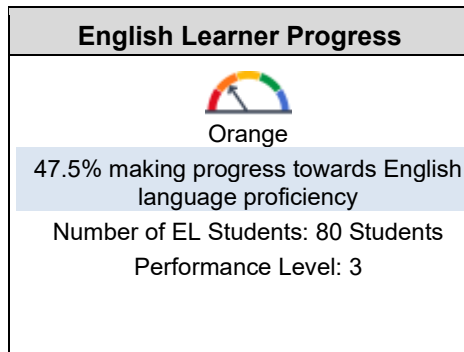 English Learner Progress
Orange
47.5% making progress towards English
language proficiency
Number of EL Students: 80 Students
Performance Level: 3